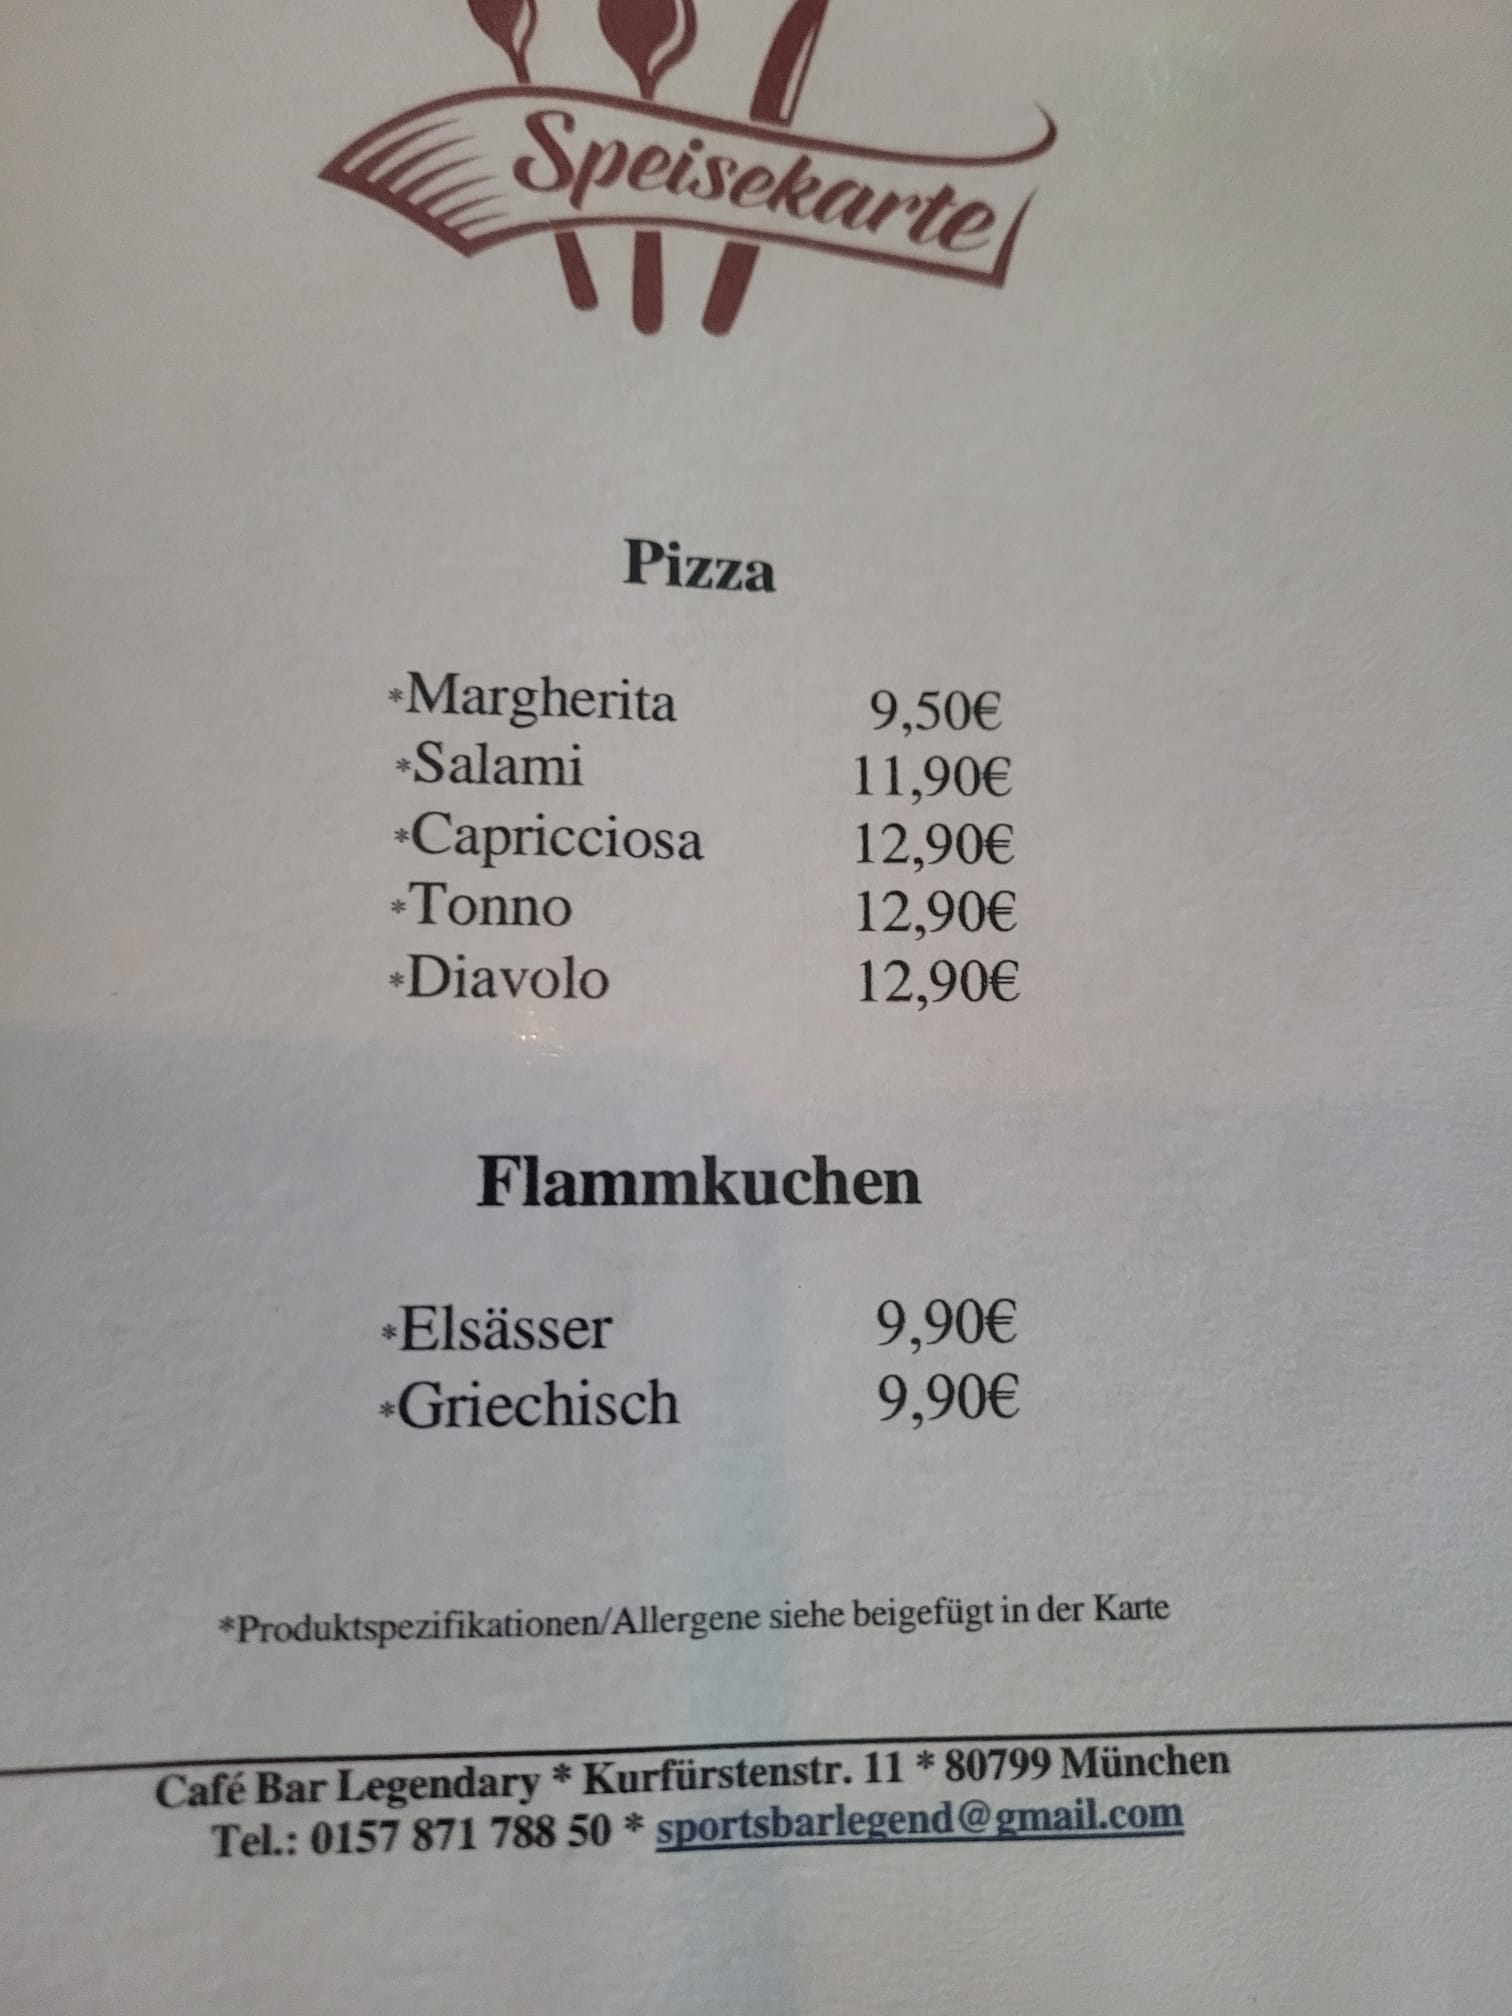 Speisekarte
Pizza
*Margherita 9,50€
*Salami 11,90€
*Capricciosa 12,90€
*Tonno 12,90€
*Diavolo 12,90€
Flammkuchen
*Elsässer 9,90€
*Griechisch 9,90€
*Produktspezifikationen/Allergene siehe beigefügt in der Karte
Café Bar Legendary * Kurfürstenstr. 11 * 80799 München
Tel.: 0157 871 788 50 * sportsbarlegend@gmail.com